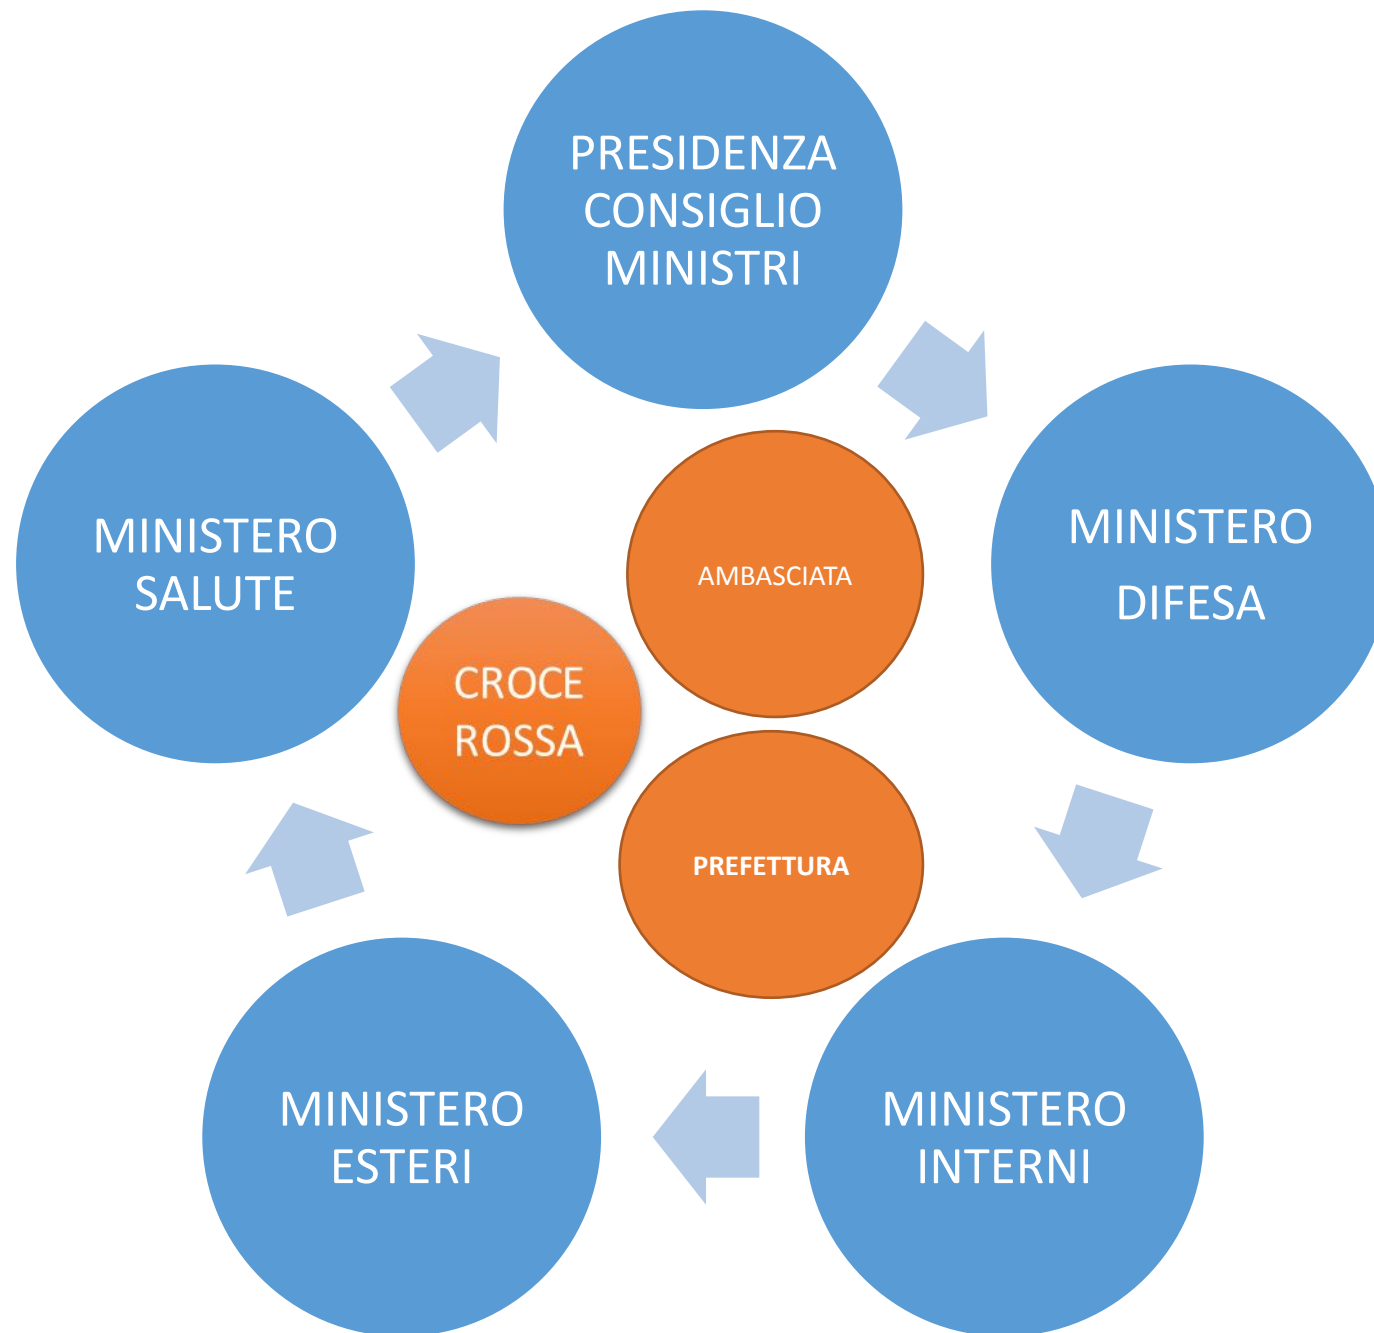 PRESIDENZA
CONSIGLIO
MINISTRI
MINISTERO
DIFESA
MINISTERO
INTERNI
MINISTERO
ESTERI
MINISTERO
SALUTE
AMBASCIATA
CROCE
ROSSA
PREFETTURA